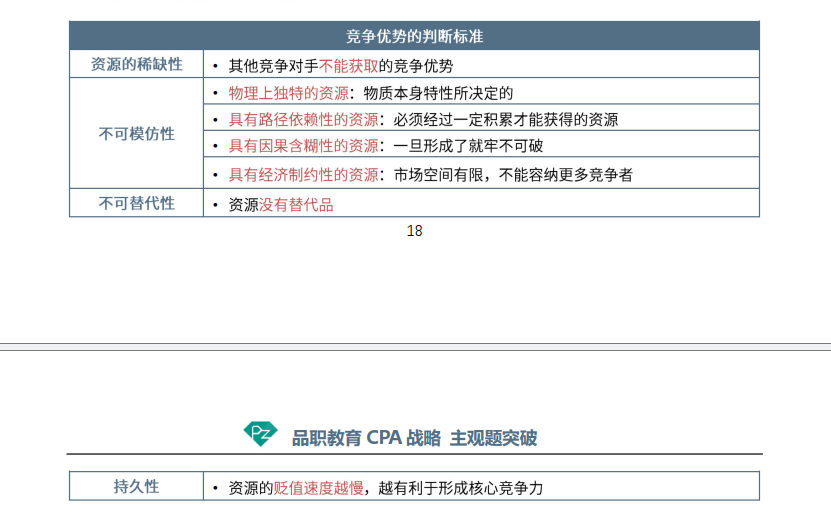 竞争优势的判断标准
资源的稀缺性
• 其他竞争对手不能获取的竞争优势
不可模仿性
• 物理上独特的资源：物质本身特性所决定的
• 具有路径依赖性的资源：必须经过一定积累才能获得的资源
• 具有因果含糊性的资源：一旦形成了就牢不可破
• 具有经济制约性的资源：市场空间有限，不能容纳更多竞争者
不可替代性
• 资源没有替代品
18
PZ 品职教育 CPA 战略 主观题突破
持久性
• 资源的贬值速度越慢，越有利于形成核心竞争力